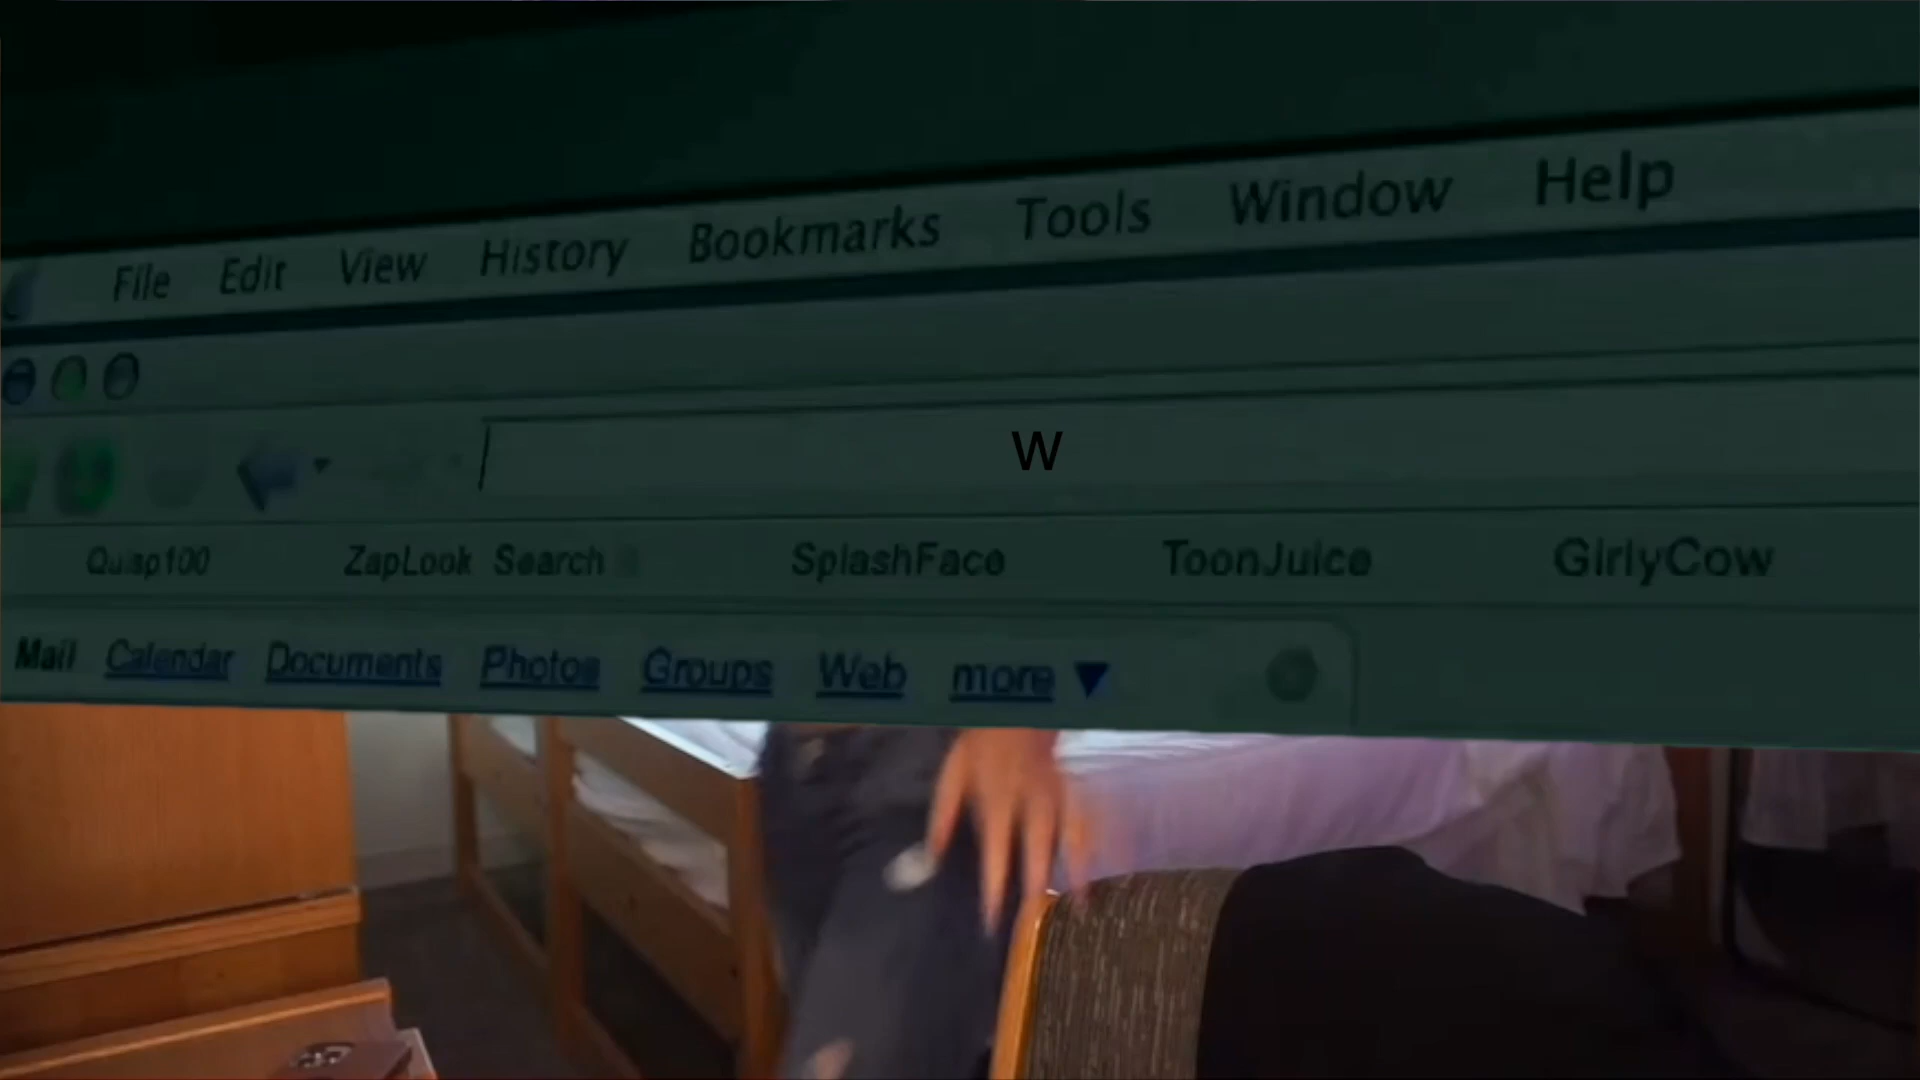 File Edit View History Bookmarks Tools Window Help
W
Quisp100 ZapLook Search SplashFace ToonJuice GirlyCow
Mail Calendar Documents Photos Groups Web more